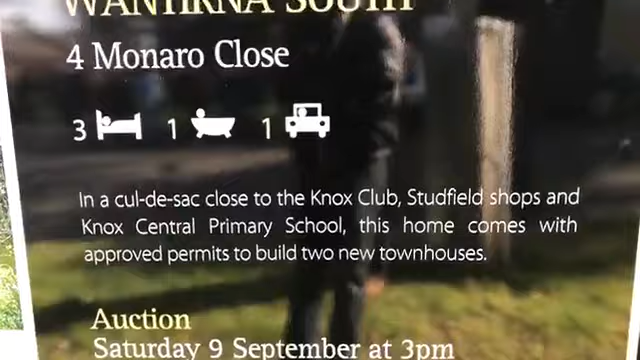 WANTIRNA SOUTH
4 Monaro Close
3 1 1
In a cul-de-sac close to the Knox Club, Studfield shops and
Knox Central Primary School, this home comes with
approved permits to build two new townhouses.
Auction
Saturday 9 September at 3pm